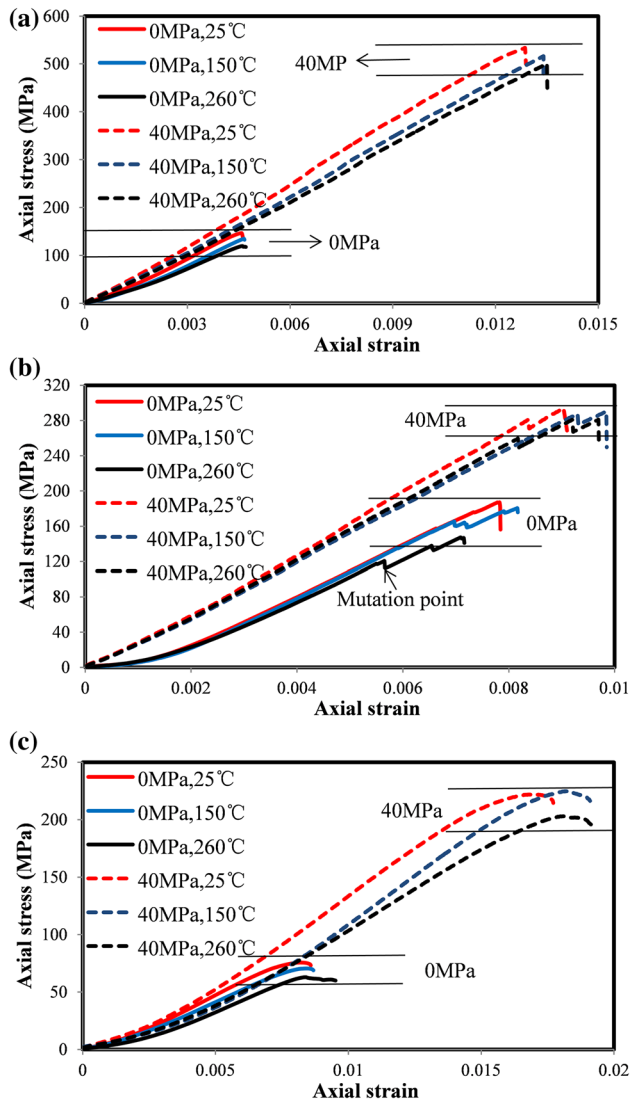 (a)
600
500
400
300
200
100
0
Axial stress (MPa)
0MPa,25℃
0MPa,150℃
0MPa,260℃
40MPa,25℃
40MPa,150℃
40MPa,260℃
40MP
0MPa
0 0.003 0.006 0.009 0.012 0.015
Axial strain
(b)
320
280
240
200
160
120
80
40
0
Axial stress (MPa)
0MPa,25℃
0MPa,150℃
0MPa,260℃
40MPa,25℃
40MPa,150℃
40MPa,260℃
40MPa
0MPa
Mutation point
0 0.002 0.004 0.006 0.008 0.01
Axial strain
(c)
250
200
150
100
50
0
Axial stress (MPa)
0MPa,25℃
0MPa,150℃
0MPa,260℃
40MPa,25℃
40MPa,150℃
40MPa,260℃
40MPa
0MPa
0 0.005 0.01 0.015 0.02
Axial strain